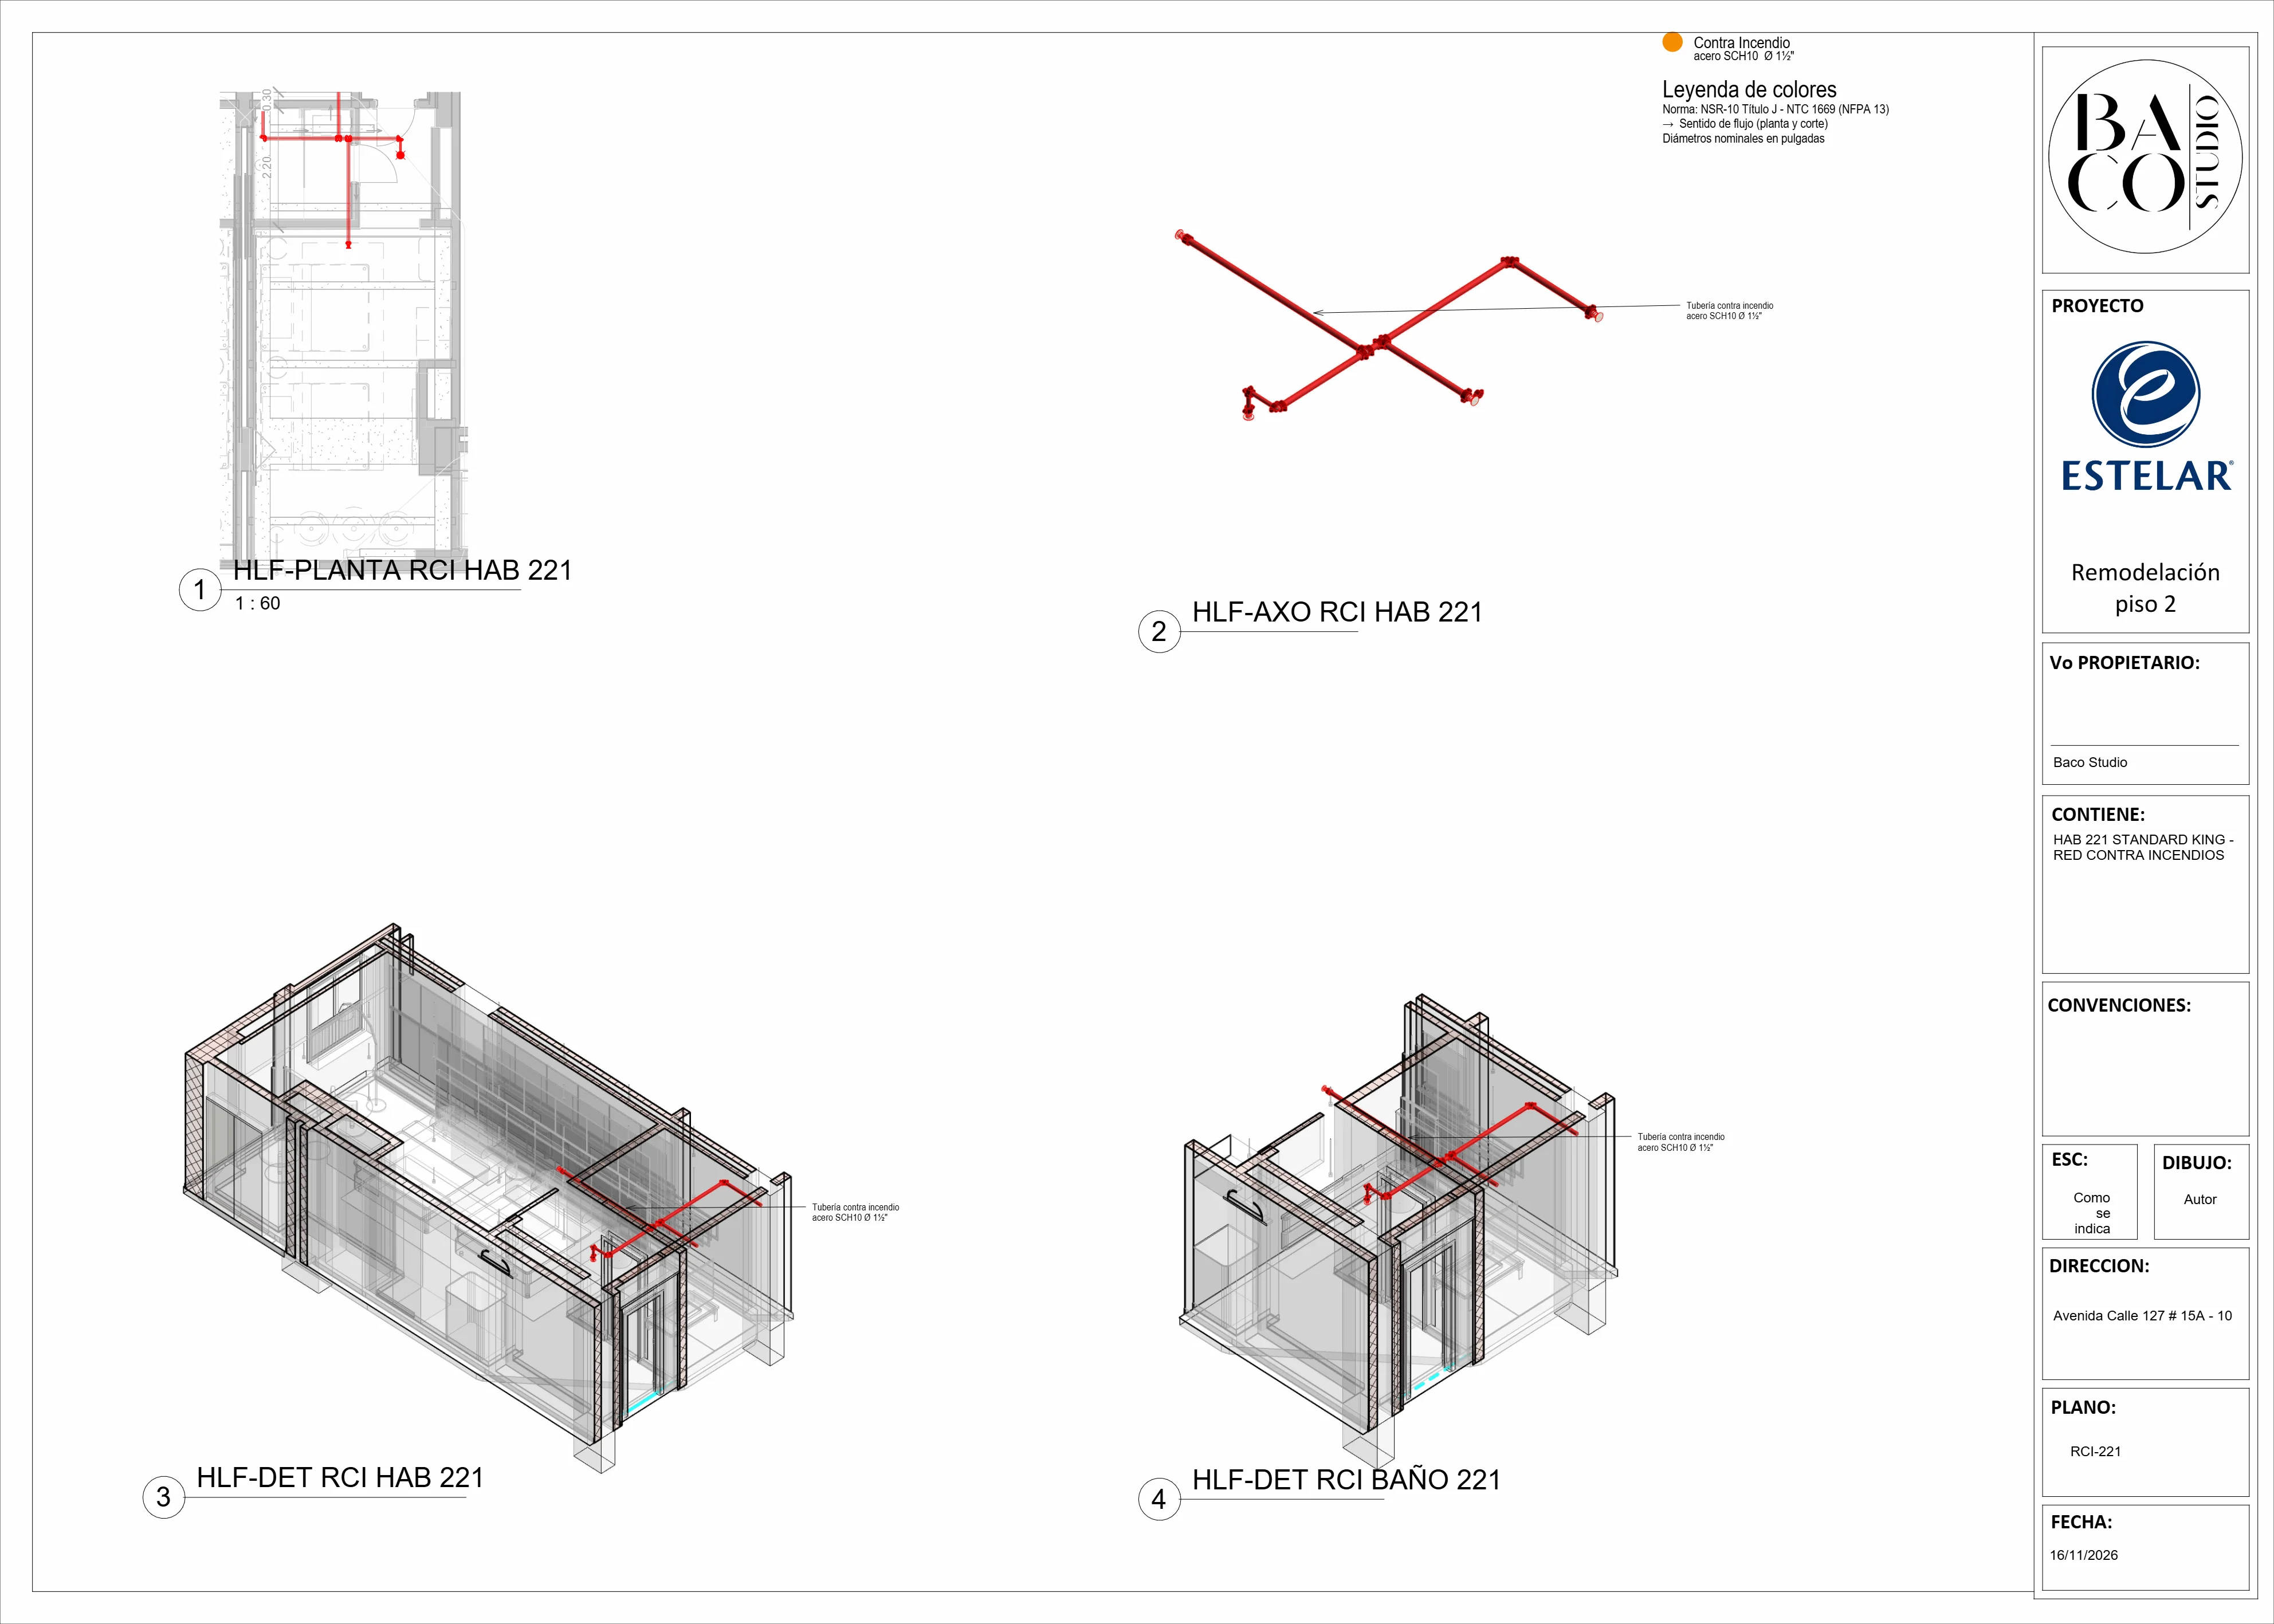 Contra Incendio
acero SCH10 Ø 1½"
Leyenda de colores
Norma: NSR-10 Título J - NTC 1669 (NFPA 13)
→ Sentido de flujo (planta y corte)
Diámetros nominales en pulgadas
0.30
2.20
1
HLF-PLANTA RCI HAB 221
1 : 60
Tubería contra incendio
acero SCH10 Ø 1½"
2
HLF-AXO RCI HAB 221
Tubería contra incendio
acero SCH10 Ø 1½"
3
HLF-DET RCI HAB 221
Tubería contra incendio
acero SCH10 Ø 1½"
4
HLF-DET RCI BAÑO 221
BACO
STUDIO
PROYECTO
ESTELAR®
Remodelación
piso 2
Vo PROPIETARIO:
Baco Studio
CONTIENE:
HAB 221 STANDARD KING -
RED CONTRA INCENDIOS
CONVENCIONES:
ESC:
Como
se
indica
DIBUJO:
Autor
DIRECCION:
Avenida Calle 127 # 15A - 10
PLANO:
RCI-221
FECHA:
16/11/2026